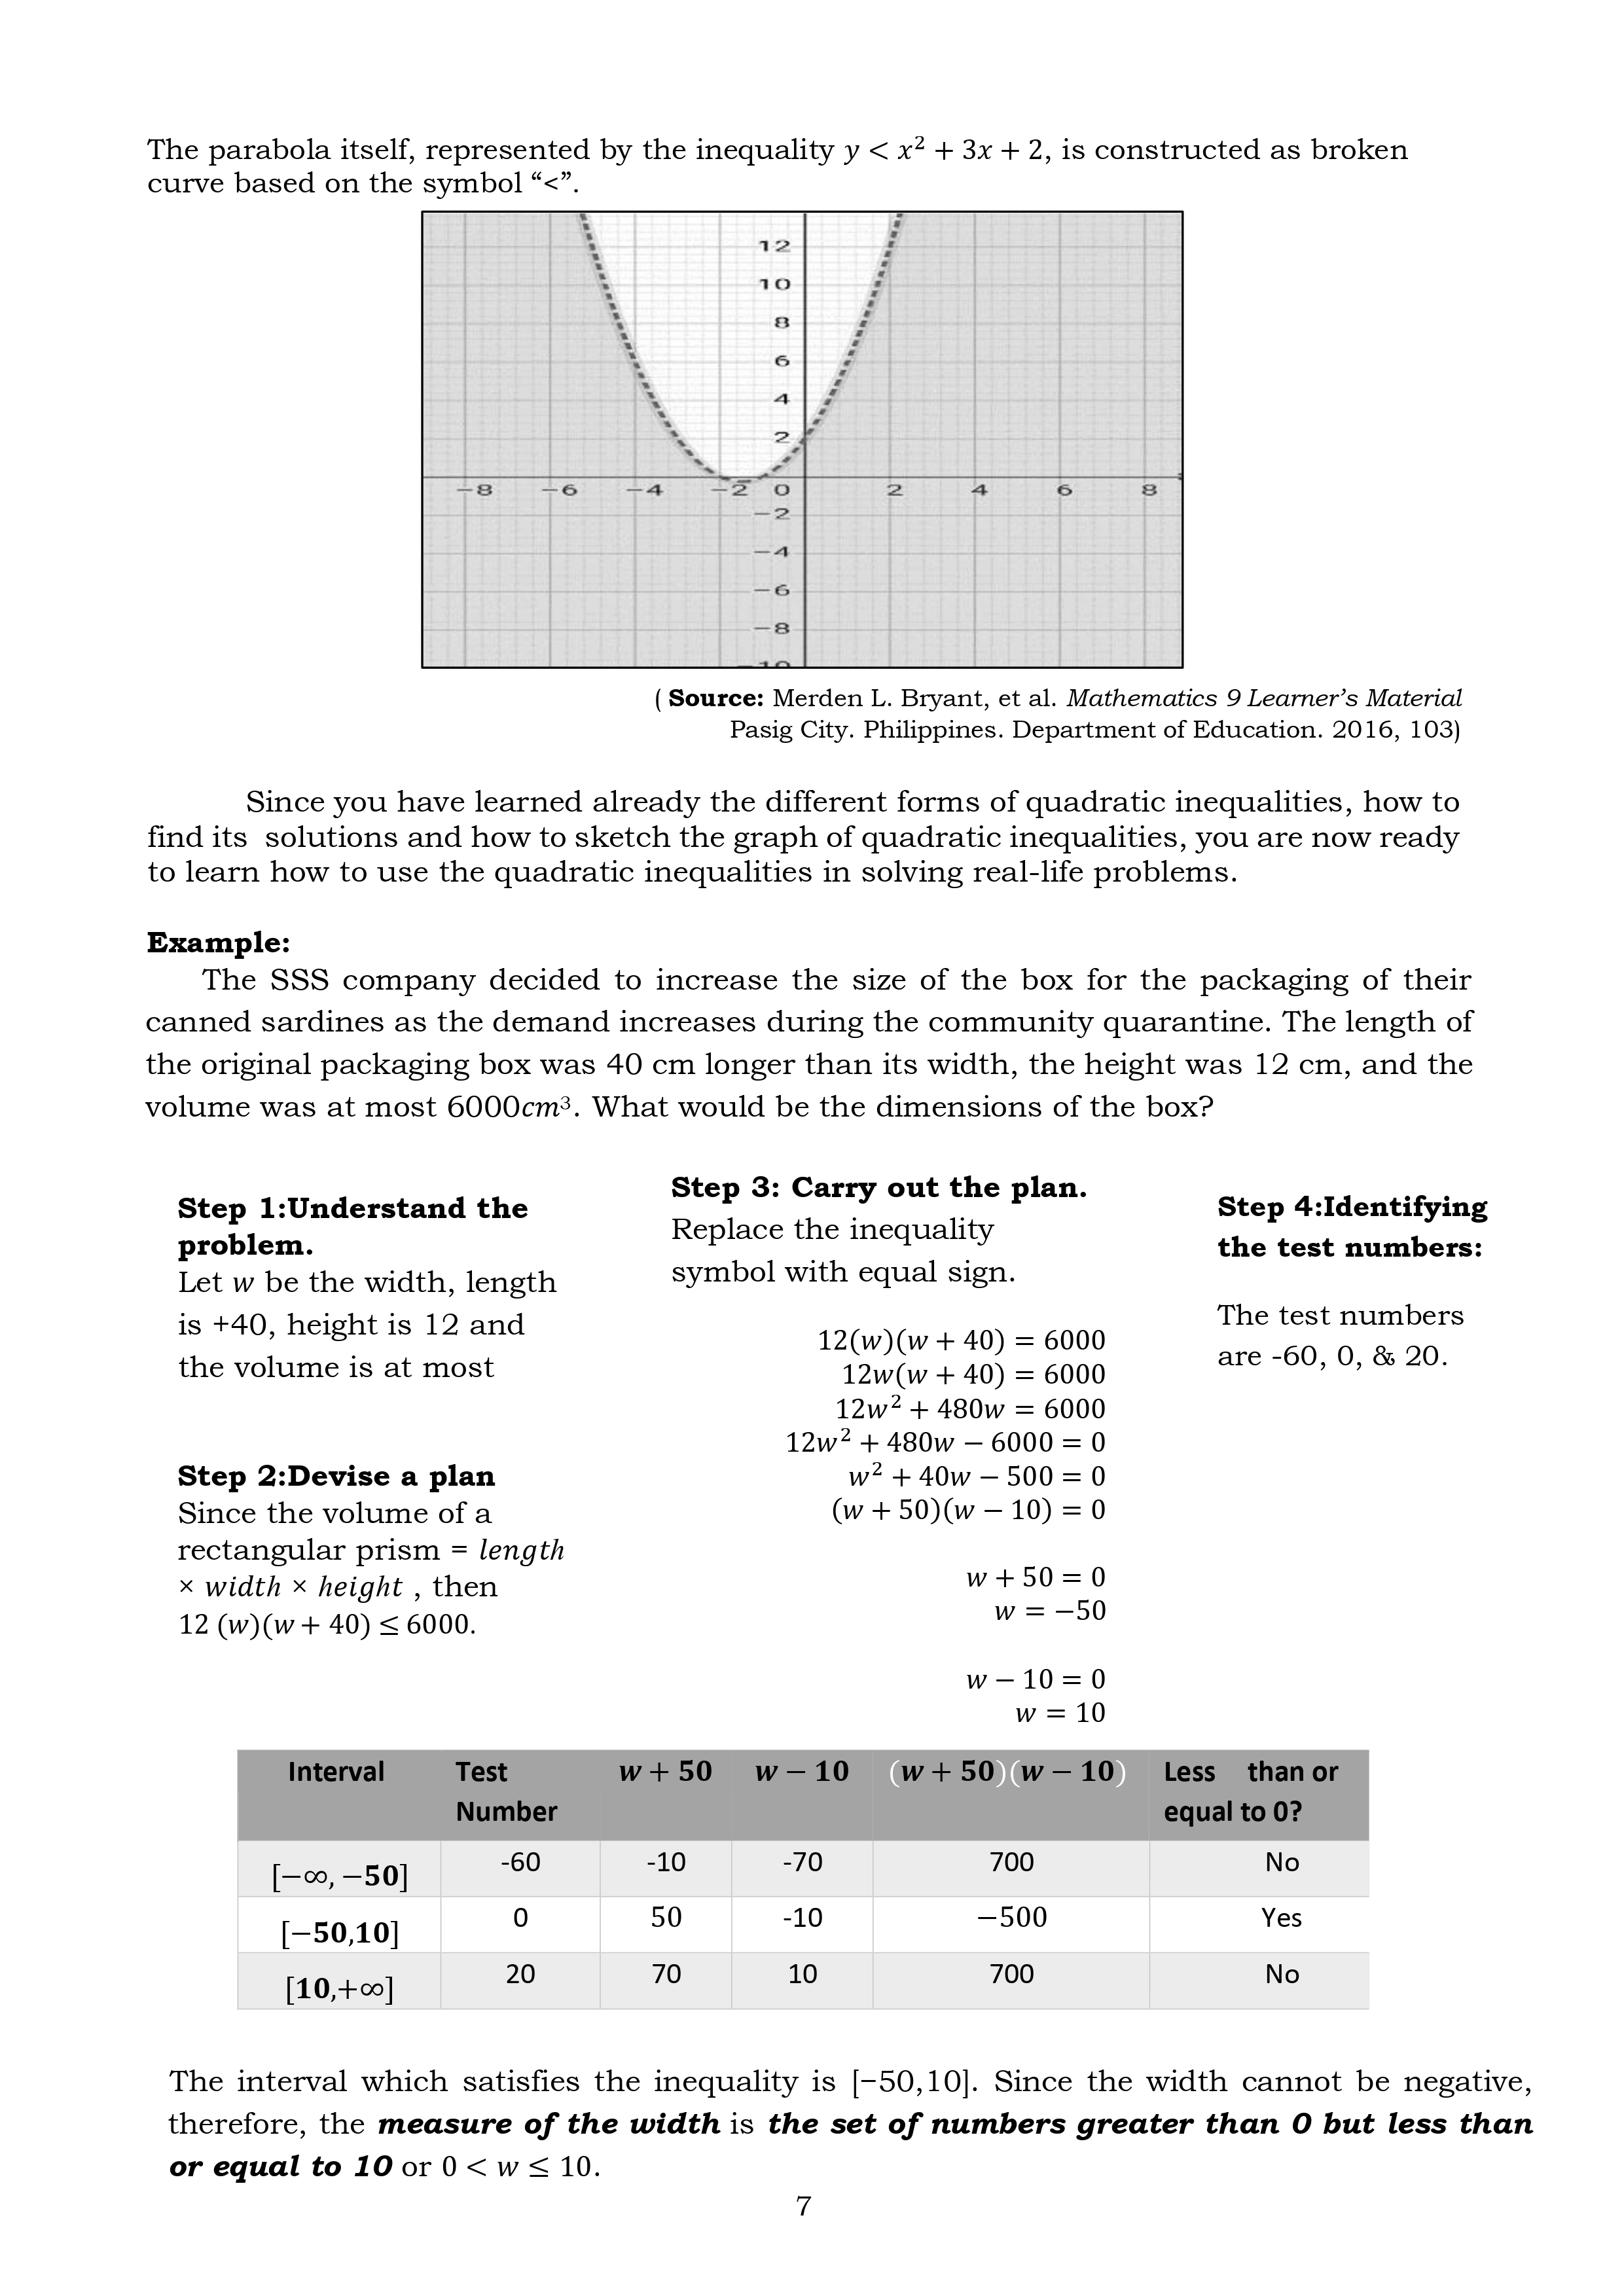 The parabola itself, represented by the inequality y < x² + 3x + 2, is constructed as broken
curve based on the symbol “<”.
12
10
8
6
4
2
−8 −6 −4 −2 0 2 4 6 8
−2
−4
−6
−8
−10
( Source: Merden L. Bryant, et al. Mathematics 9 Learner’s Material
Pasig City. Philippines. Department of Education. 2016, 103)
Since you have learned already the different forms of quadratic inequalities, how to
find its solutions and how to sketch the graph of quadratic inequalities, you are now ready
to learn how to use the quadratic inequalities in solving real-life problems.
Example:
The SSS company decided to increase the size of the box for the packaging of their
canned sardines as the demand increases during the community quarantine. The length of
the original packaging box was 40 cm longer than its width, the height was 12 cm, and the
volume was at most 6000cm³. What would be the dimensions of the box?
Step 1:Understand the
problem.
Let w be the width, length
is +40, height is 12 and
the volume is at most
Step 2:Devise a plan
Since the volume of a
rectangular prism = length
× width × height , then
12 (w)(w + 40) ≤ 6000.
Step 3: Carry out the plan.
Replace the inequality
symbol with equal sign.
12(w)(w + 40) = 6000
12w(w + 40) = 6000
12w² + 480w = 6000
12w² + 480w − 6000 = 0
w² + 40w − 500 = 0
(w + 50)(w − 10) = 0
w + 50 = 0
w = −50
w − 10 = 0
w = 10
Step 4:Identifying
the test numbers:
The test numbers
are -60, 0, & 20.
Interval Test Number w + 50 w − 10 (w + 50)(w − 10) Less than or equal to 0?
[−∞, −50] -60 -10 -70 700 No
[−50,10] 0 50 -10 −500 Yes
[10,+∞] 20 70 10 700 No
The interval which satisfies the inequality is [−50,10]. Since the width cannot be negative,
therefore, the measure of the width is the set of numbers greater than 0 but less than
or equal to 10 or 0 < w ≤ 10.
7